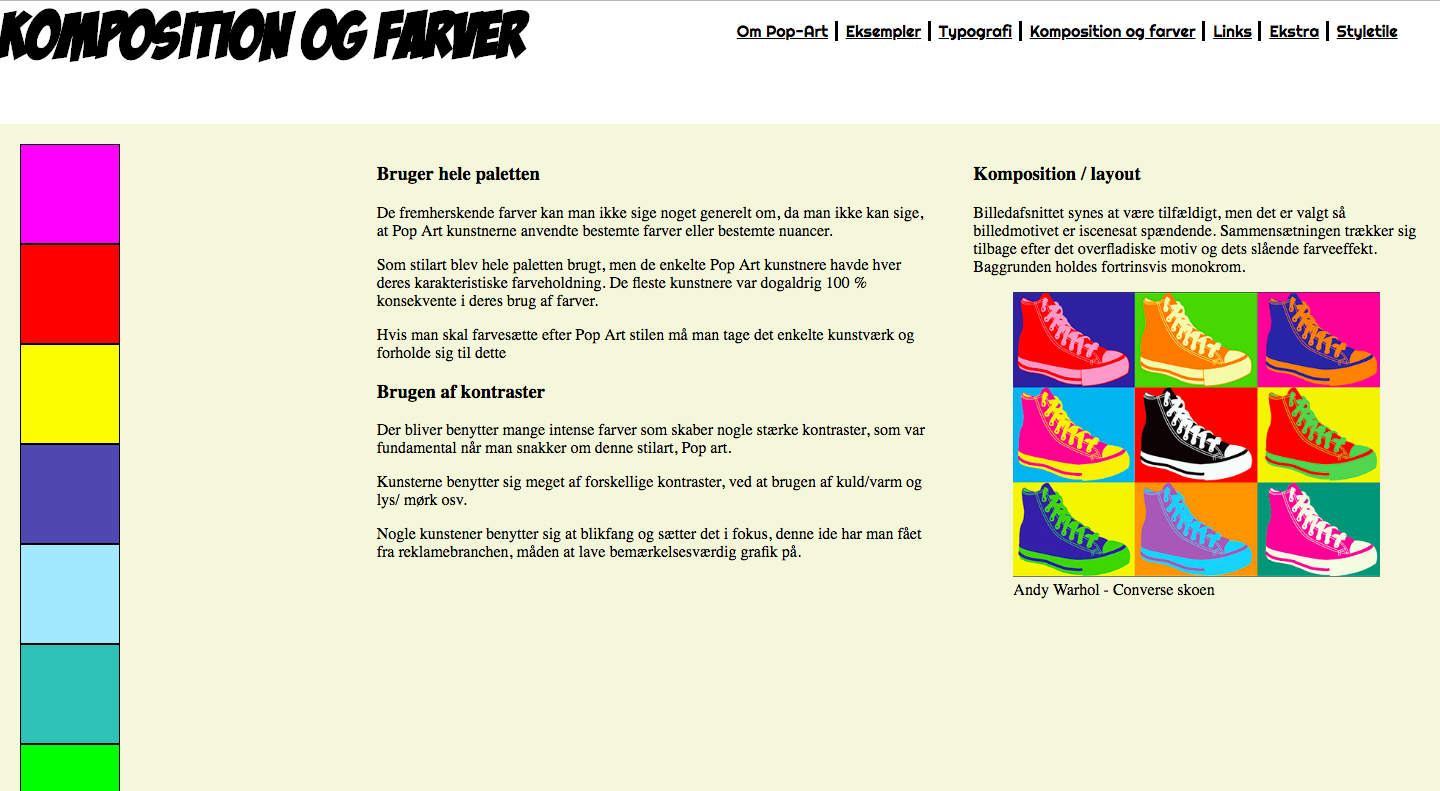 KOMPOSITION OG FARVER
Om Pop-Art | Eksempler | Typografi | Komposition og farver | Links | Ekstra | Styletile
Bruger hele paletten
De fremherskende farver kan man ikke sige noget generelt om, da man ikke kan sige,
at Pop Art kunstnerne anvendte bestemte farver eller bestemte nuancer.
Som stilart blev hele paletten brugt, men de enkelte Pop Art kunstnere havde hver
deres karakteristiske farveholdning. De fleste kunstnere var dogaldrig 100 %
konsekvente i deres brug af farver.
Hvis man skal farvesætte efter Pop Art stilen må man tage det enkelte kunstværk og
forholde sig til dette
Brugen af kontraster
Der bliver benytter mange intense farver som skaber nogle stærke kontraster, som var
fundamental når man snakker om denne stilart, Pop art.
Kunsterne benytter sig meget af forskellige kontraster, ved at brugen af kuld/varm og
lys/ mørk osv.
Nogle kunstener benytter sig at blikfang og sætter det i fokus, denne ide har man fået
fra reklamebranchen, måden at lave bemærkelsesværdig grafik på.
Komposition / layout
Billedafsnittet synes at være tilfældigt, men det er valgt så
billedmotivet er iscenesat spændende. Sammensætningen trækker sig
tilbage efter det overfladiske motiv og dets slående farveeffekt.
Baggrunden holdes fortrinsvis monokrom.
Andy Warhol - Converse skoen